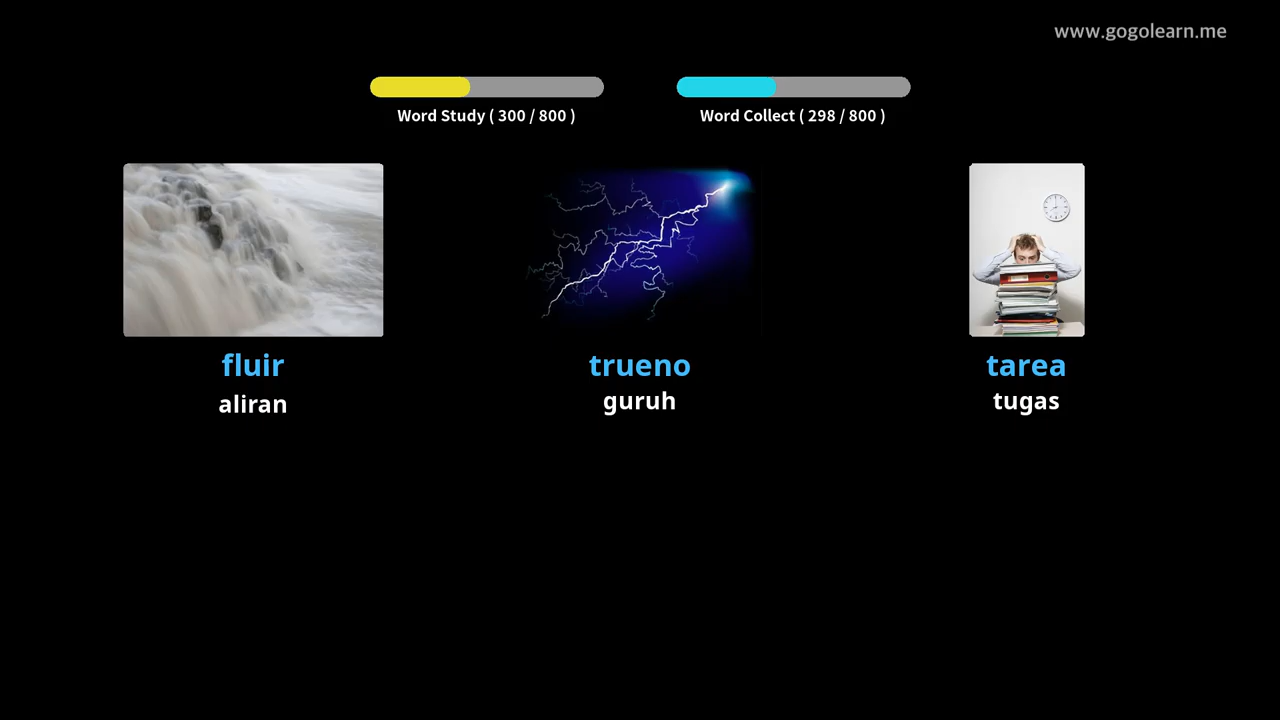 www.gogolearn.me
Word Study ( 300 / 800 )
Word Collect ( 298 / 800 )
fluir
aliran
trueno
guruh
tarea
tugas